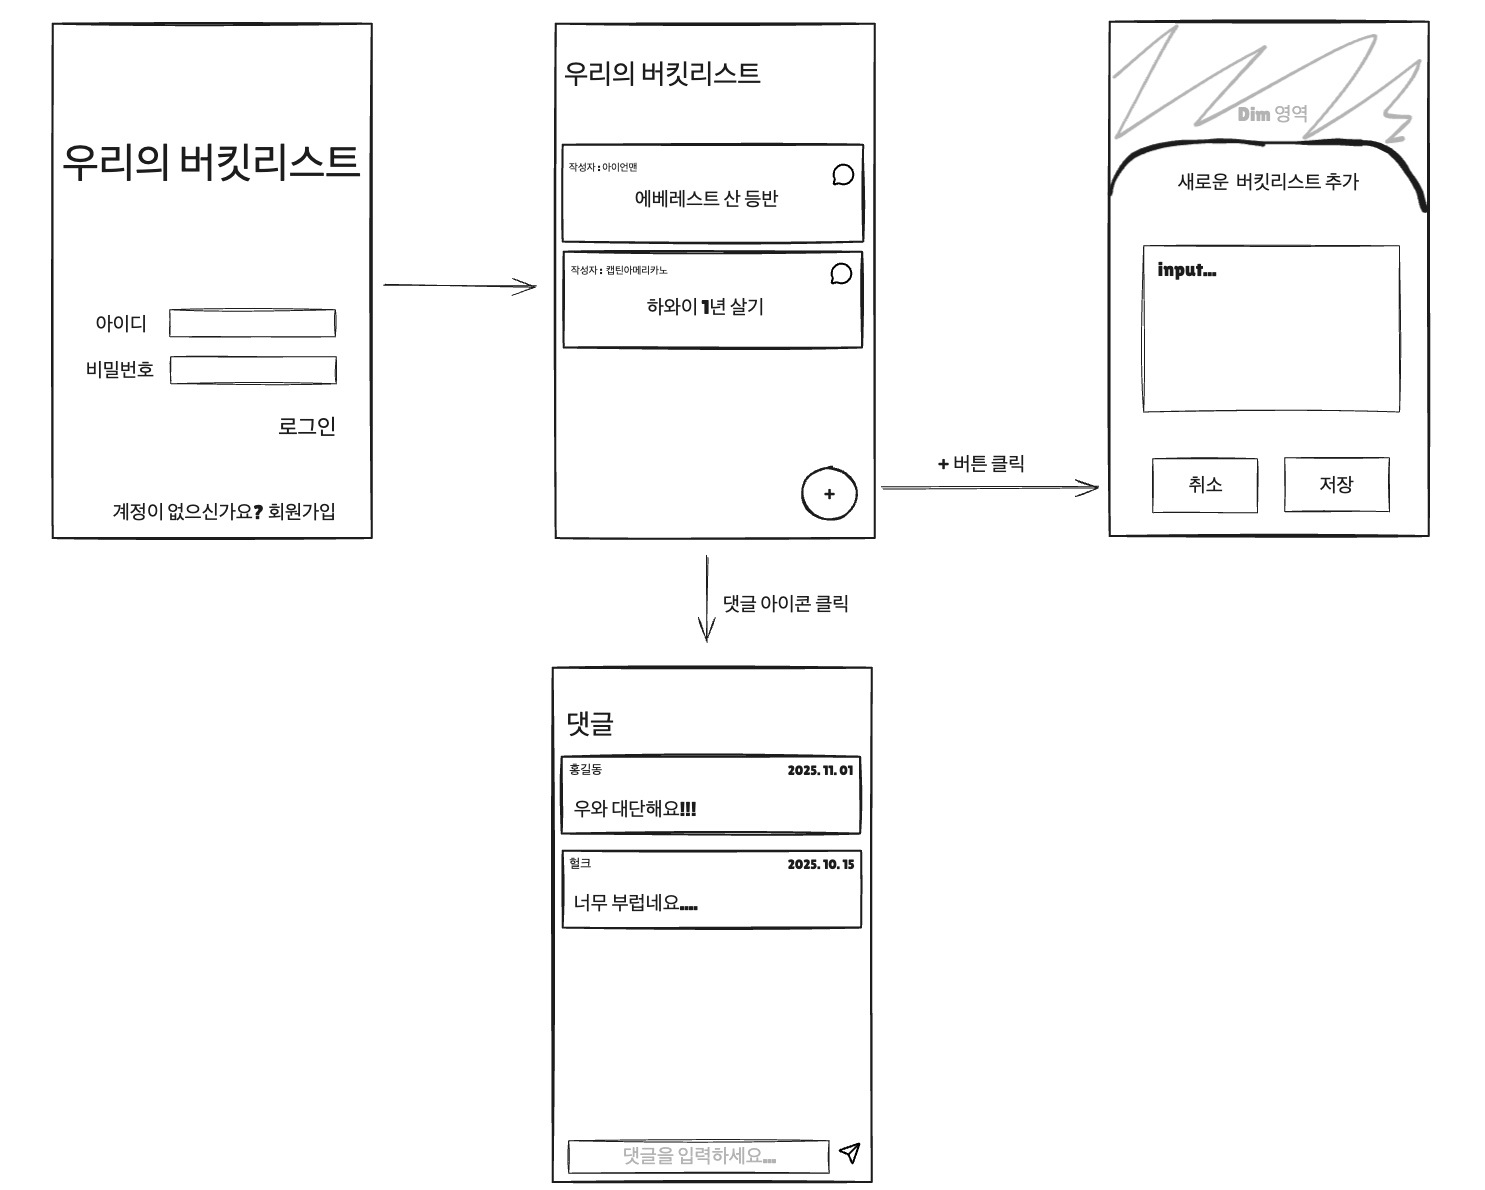 우리의 버킷리스트
아이디
비밀번호
로그인
계정이 없으신가요? 회원가입
우리의 버킷리스트
작성자 : 아이언맨
에베레스트 산 등반
작성자 : 캡틴아메리카노
하와이 1년 살기
+
+ 버튼 클릭
Dim 영역
새로운 버킷리스트 추가
input...
취소
저장
댓글 아이콘 클릭
댓글
홍길동
2025. 11. 01
우와 대단해요!!!
헐크
2025. 10. 15
너무 부럽네요....
댓글을 입력하세요...